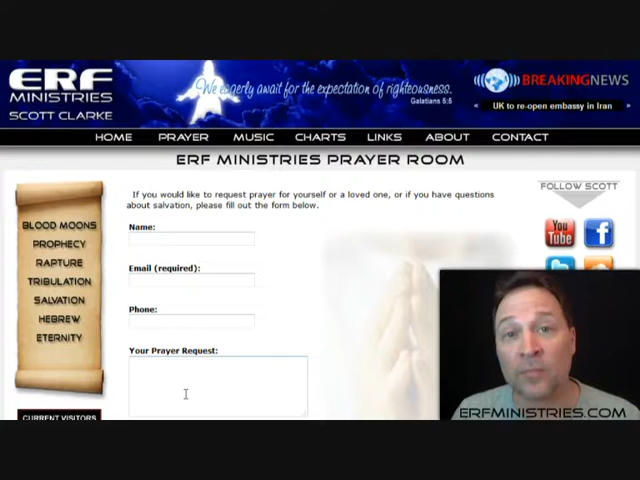 ERF
MINISTRIES
SCOTT CLARKE
We eagerly await for the expectation of righteousness.
Galatians 5:5
BREAKINGNEWS
UK to re-open embassy in Iran
HOME PRAYER MUSIC CHARTS LINKS ABOUT CONTACT
ERF MINISTRIES PRAYER ROOM
If you would like to request prayer for yourself or a loved one, or if you have questions
about salvation, please fill out the form below.
Name:
Email (required):
Phone:
Your Prayer Request:
BLOOD MOONS
PROPHECY
RAPTURE
TRIBULATION
SALVATION
HEBREW
ETERNITY
CURRENT VISITORS
FOLLOW SCOTT
You
Tube
f
ERFMINISTRIES.COM